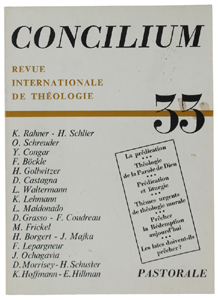 CONCILIUM
REVUE
INTERNATIONALE
DE THÉOLOGIE
33
K. Rahner - H. Schlier
O. Schreuder
Y. Congar
F. Böckle
H. Gollwitzer
D. Castagna
L. Waltermann
K. Lehmann
L. Maldonado
D. Grasso - F. Coudreau
M. Frickel
H. Borgert - J. Majka
F. Lepargneur
J. Ochagavia
L. Morrisey - H. Schuster
K. Hoffmann - E. Hillman
La prédication
Théologie
de la Parole de Dieu
Prédication
et liturgie
Thèmes urgents
de théologie morale
Prêcher
la Rédemption
aujourd'hui
Les laïcs doivent-ils
prêcher ?
PASTORALE